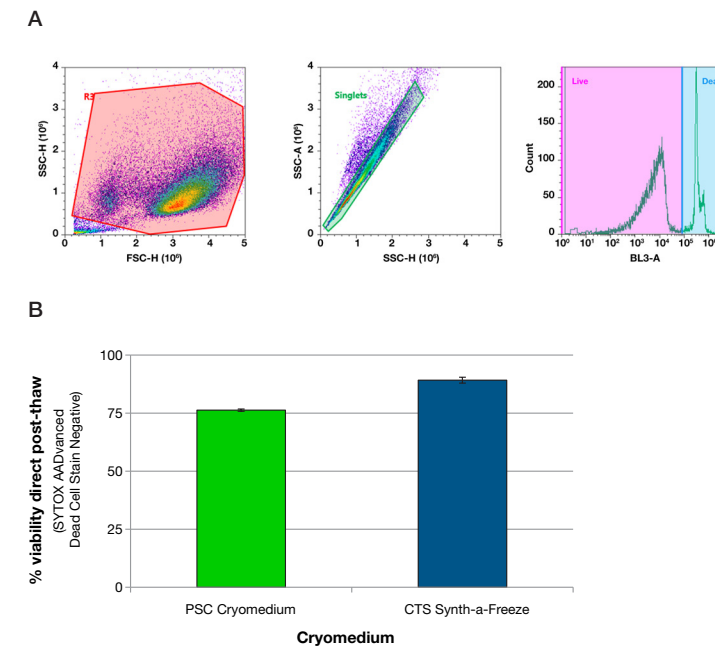 A
SSC-H (10⁶)
4
3
2
1
0
R3
0 1 2 3 4 5
FSC-H (10⁶)
SSC-A (10⁶)
4
3
2
1
0
Singlets
0 1 2 3 4 5
SSC-H (10⁶)
Count
200
150
100
50
0
Live
10⁰ 10¹ 10² 10³ 10⁴ 10⁵
BL3-A
B
% viability direct post-thaw
(SYTOX AADvanced
Dead Cell Stain Negative)
100
75
50
25
0
PSC Cryomedium CTS Synth-a-Freeze
Cryomedium